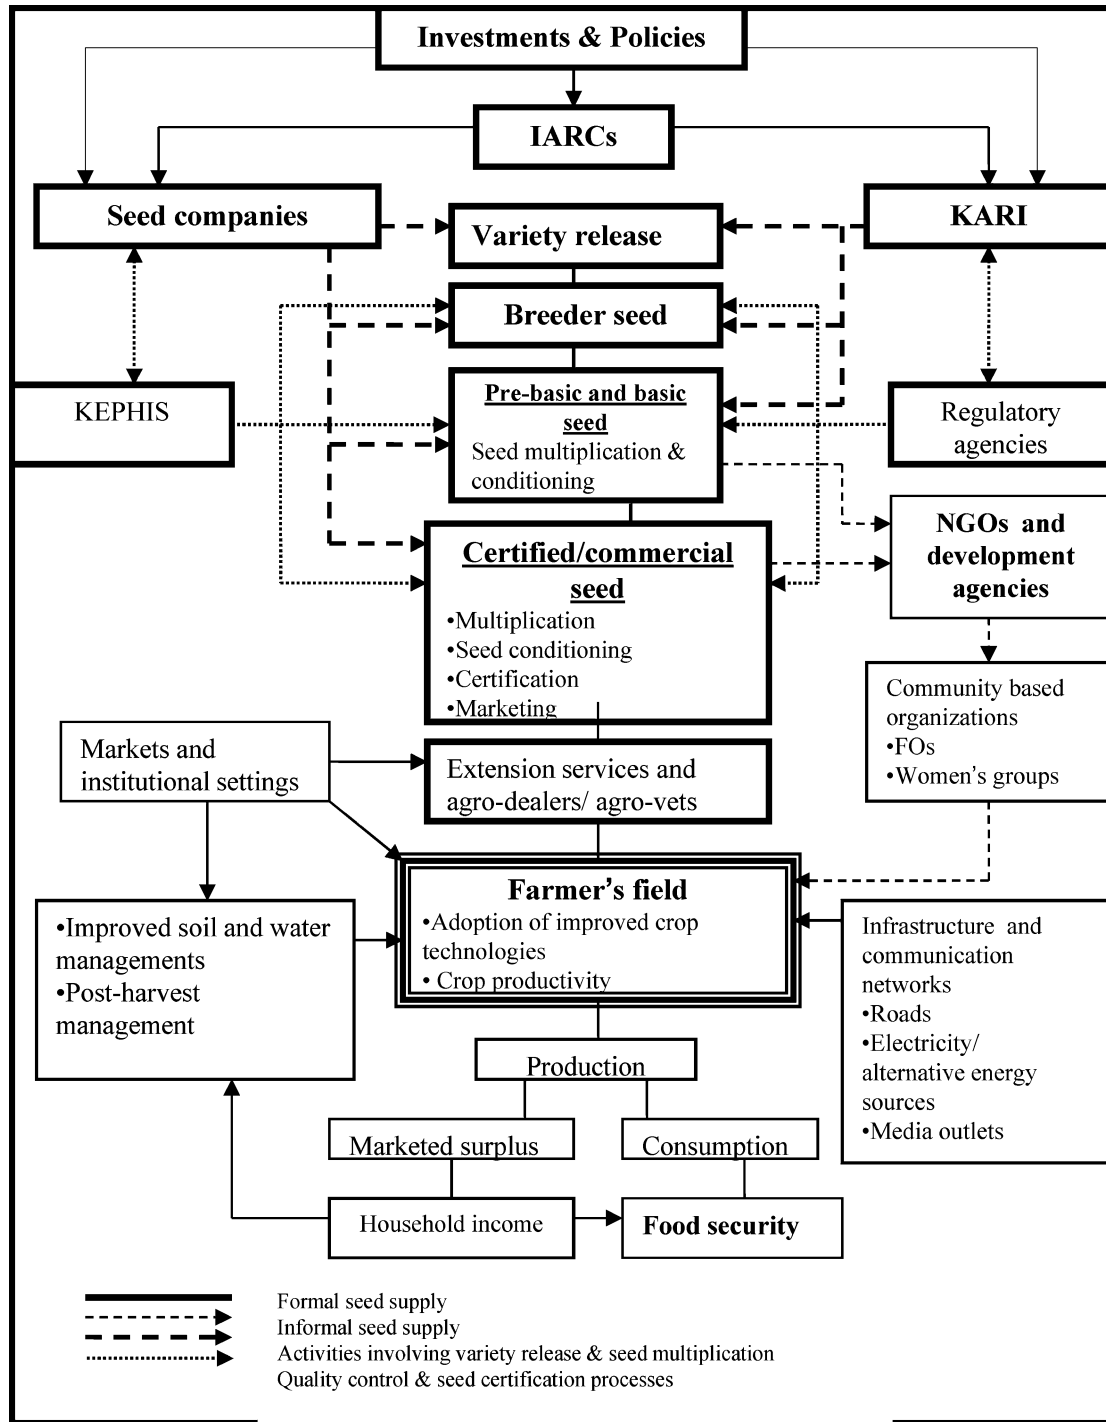 Investments & Policies
IARCs
Seed companies
KARI
Variety release
Breeder seed
KEPHIS
Pre-basic and basic
seed
Seed multiplication &
conditioning
Regulatory
agencies
NGOs and
development
agencies
Certified/commercial
seed
•Multiplication
•Seed conditioning
•Certification
•Marketing
Community based
organizations
•FOs
•Women's groups
Markets and
institutional settings
Extension services and
agro-dealers/ agro-vets
Farmer's field
•Adoption of improved crop
technologies
• Crop productivity
•Improved soil and water
managements
•Post-harvest
management
Infrastructure and
communication
networks
•Roads
•Electricity/
alternative energy
sources
•Media outlets
Production
Marketed surplus
Consumption
Household income
Food security
Formal seed supply
Informal seed supply
Activities involving variety release & seed multiplication
Quality control & seed certification processes